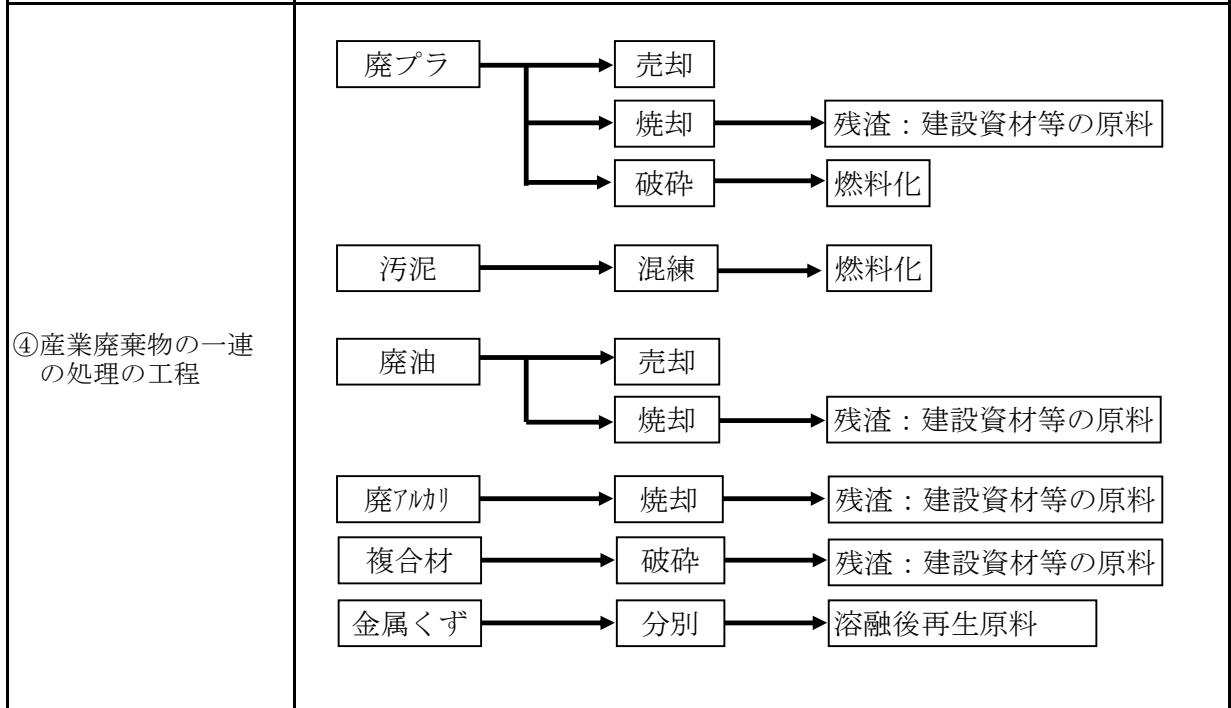 ④産業廃棄物の一連
の処理の工程
廃プラ
売却
焼却
残渣：建設資材等の原料
破砕
燃料化
汚泥
混練
燃料化
廃油
売却
焼却
残渣：建設資材等の原料
廃ｱﾙｶﾘ
焼却
残渣：建設資材等の原料
複合材
破砕
残渣：建設資材等の原料
金属くず
分別
溶融後再生原料